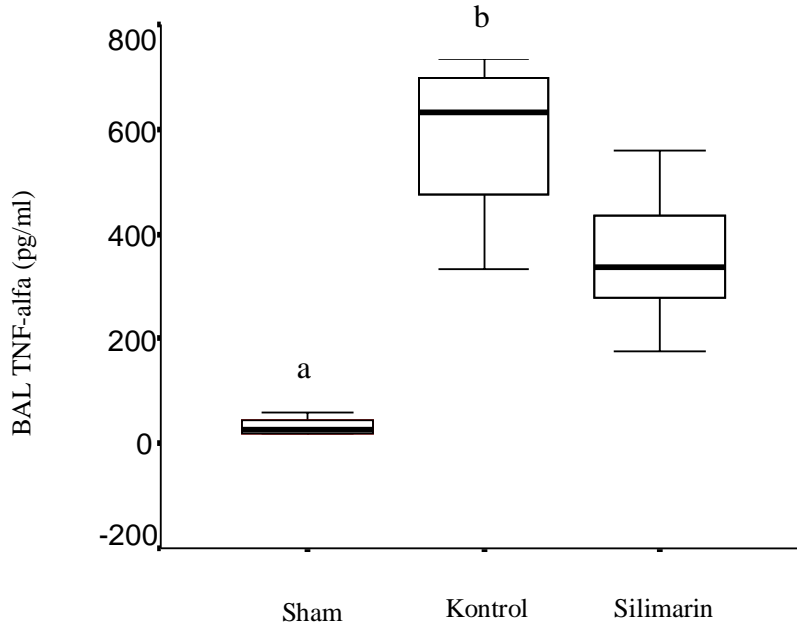 BAL TNF-alfa (pg/ml)
800
600
400
200
0
-200
a
b
Sham
Kontrol
Silimarin